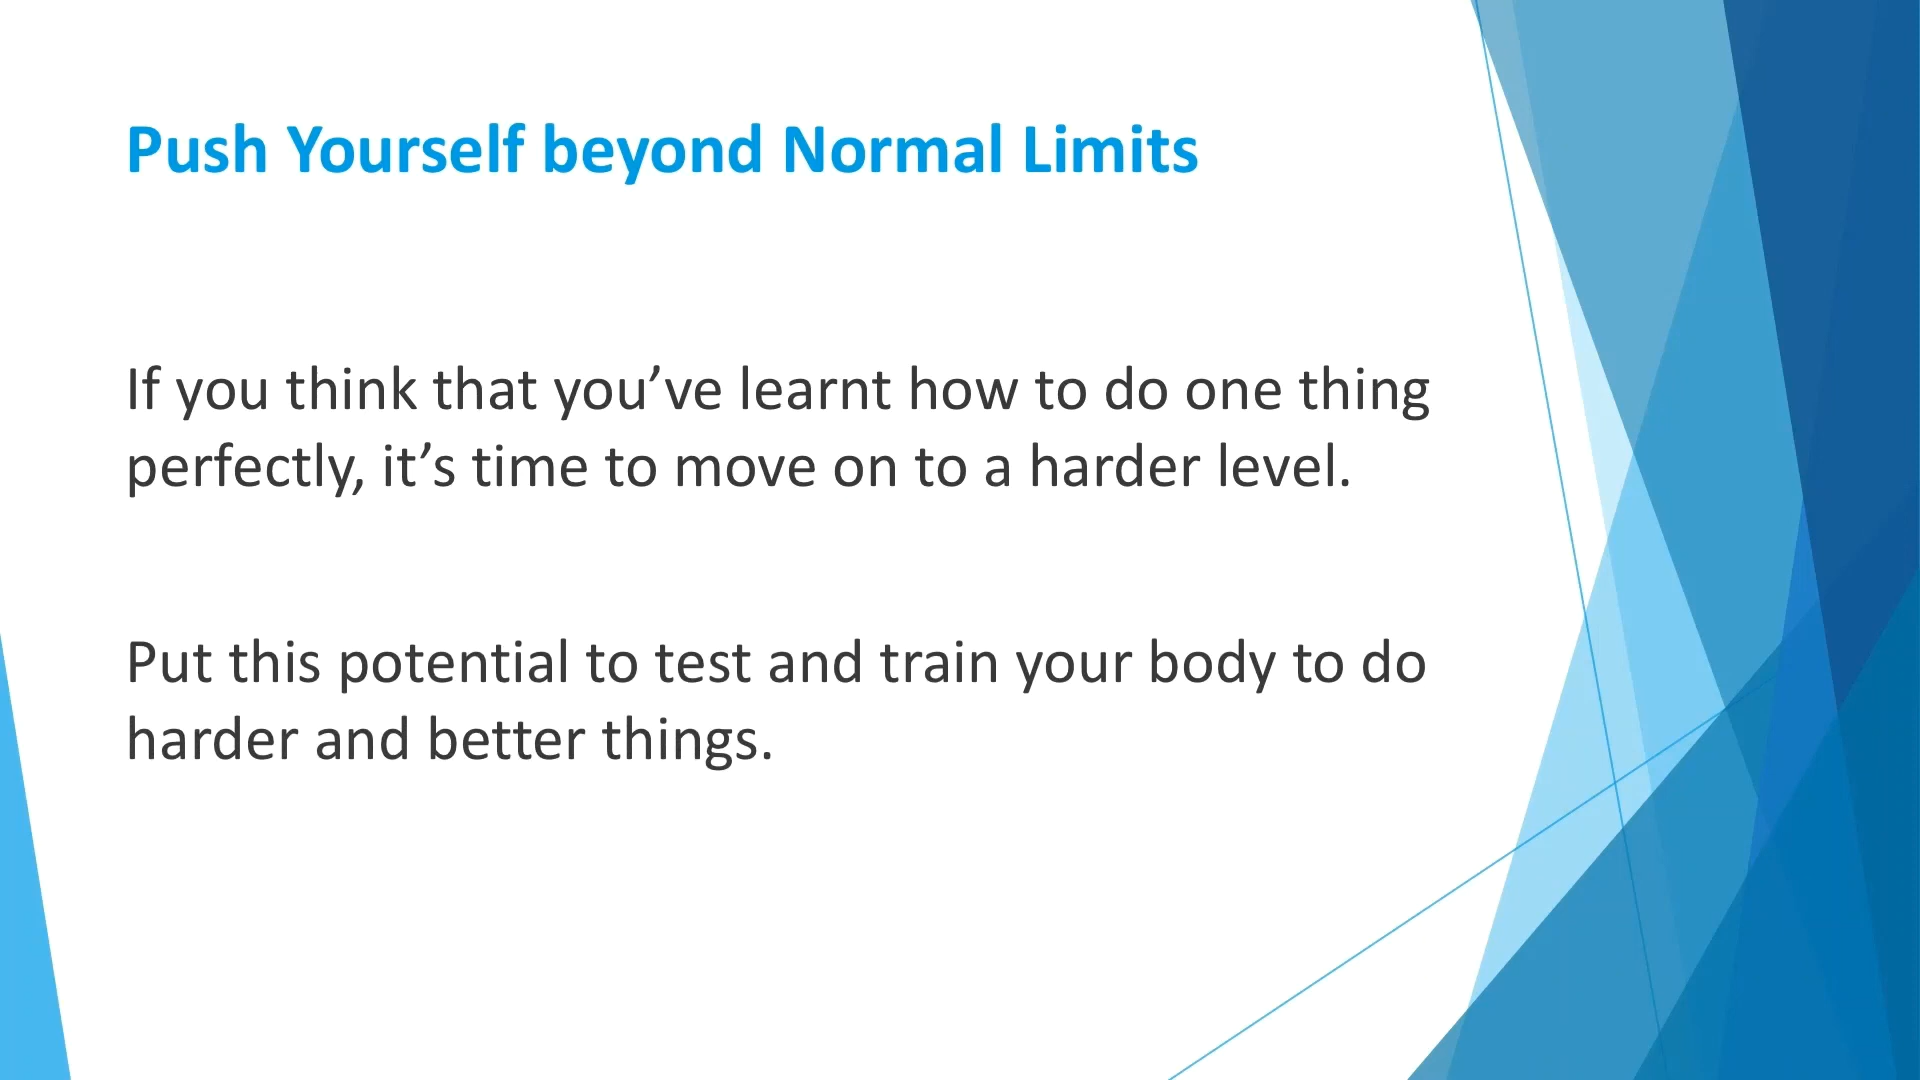 Push Yourself beyond Normal Limits
If you think that you’ve learnt how to do one thing
perfectly, it’s time to move on to a harder level.
Put this potential to test and train your body to do
harder and better things.